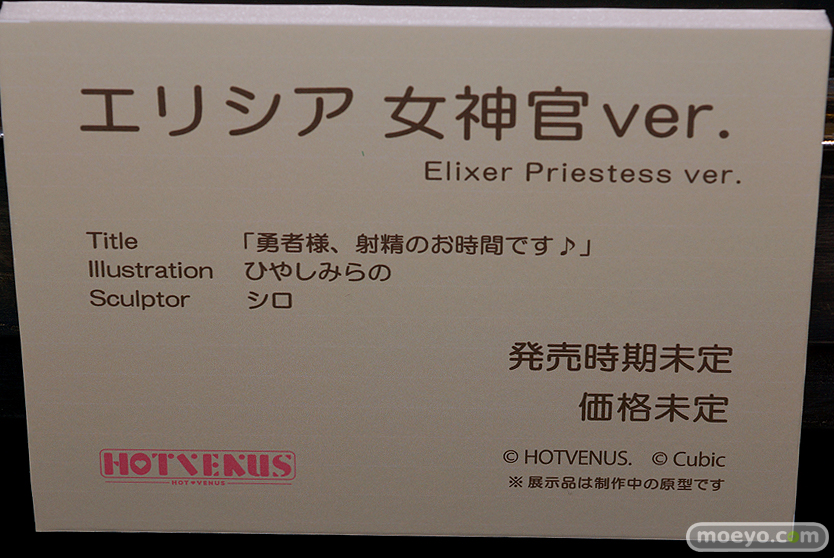 エリシア 女神官ver.
Elixer Priestess ver.
Title 「勇者様、射精のお時間です♪」
Illustration ひやしみらの
Sculptor シロ
発売時期未定
価格未定
HOTVENUS
HOT♥VENUS
© HOTVENUS. © Cubic
※展示品は制作中の原型です
moeyo.com